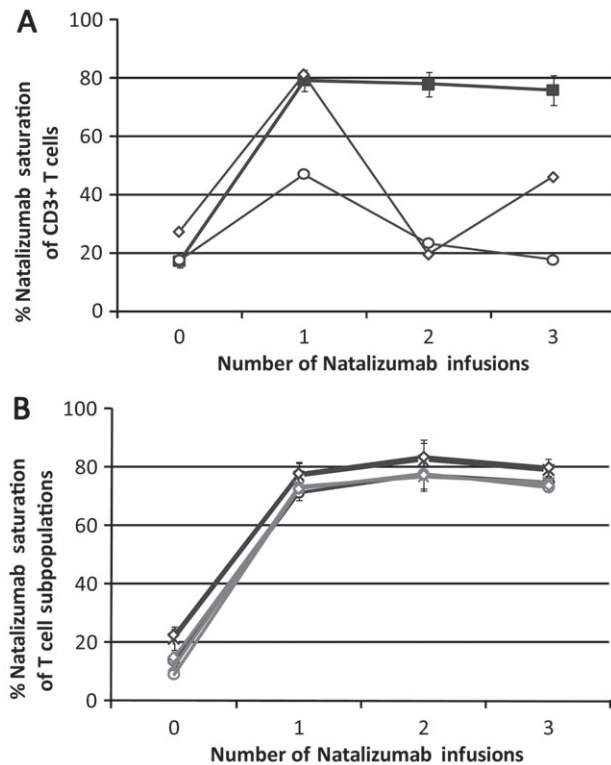 A
% Natalizumab saturation
of CD3+ T cells
100
80
60
40
20
0
0 1 2 3
Number of Natalizumab infusions
B
% Natalizumab saturation
of T cell subpopulations
100
80
60
40
20
0
0 1 2 3
Number of Natalizumab infusions